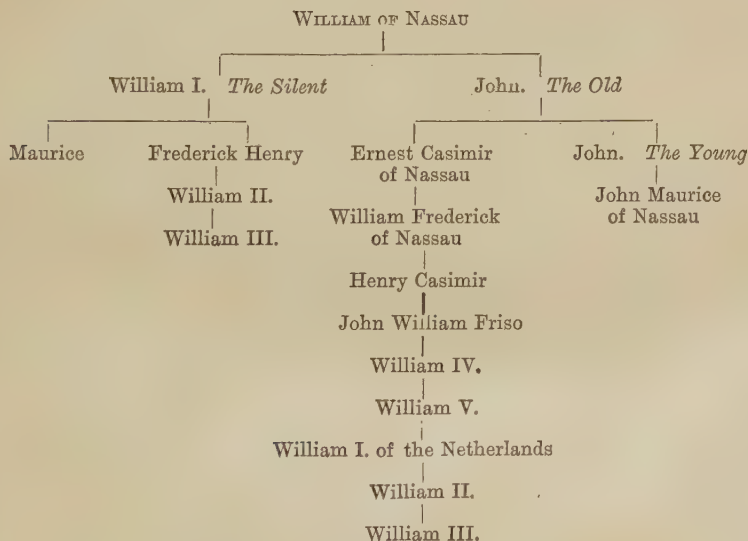 WILLIAM OF NASSAU
William I. The Silent John. The Old
Maurice Frederick Henry Ernest Casimir John. The Young
of Nassau
William II. John Maurice
of Nassau
William III. William Frederick
of Nassau
Henry Casimir
John William Friso
William IV.
William V.
William I. of the Netherlands
William II.
William III.